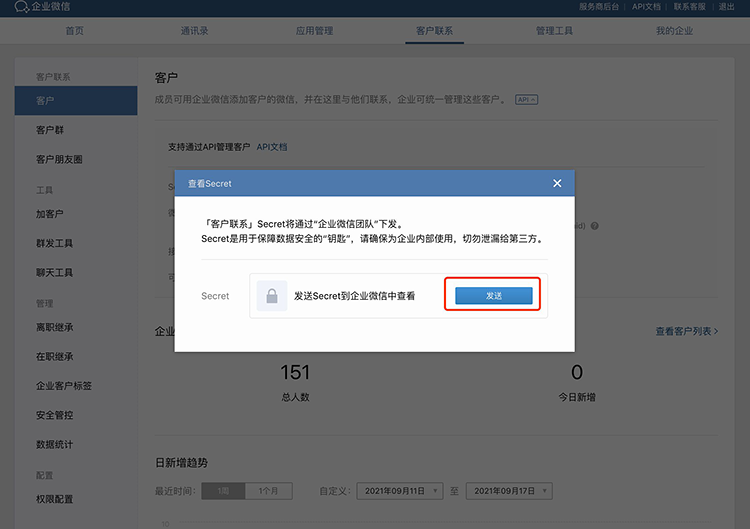 企业微信
服务商后台 | API文档 | 联系客服 | 退出
首页 通讯录 应用管理 客户联系 管理工具 我的企业
客户联系
客户
客户群
客户朋友圈
工具
加客户
群发工具
聊天工具
管理
离职继承
在职继承
企业客户标签
安全管控
数据统计
配置
权限配置
客户
成员可用企业微信添加客户的微信，并在这里与他们联系，企业可统一管理这些客户。 API
支持通过API管理客户 API文档
查看Secret
「客户联系」Secret将通过“企业微信团队”下发。
Secret是用于保障数据安全的“钥匙”，请确保为企业内部使用，切勿泄漏给第三方。
Secret 发送Secret到企业微信中查看 发送
企业
查看客户列表
151 0
总人数 今日新增
日新增趋势
最近时间: 1周 1个月 自定义: 2021年09月11日 至 2021年09月17日
10